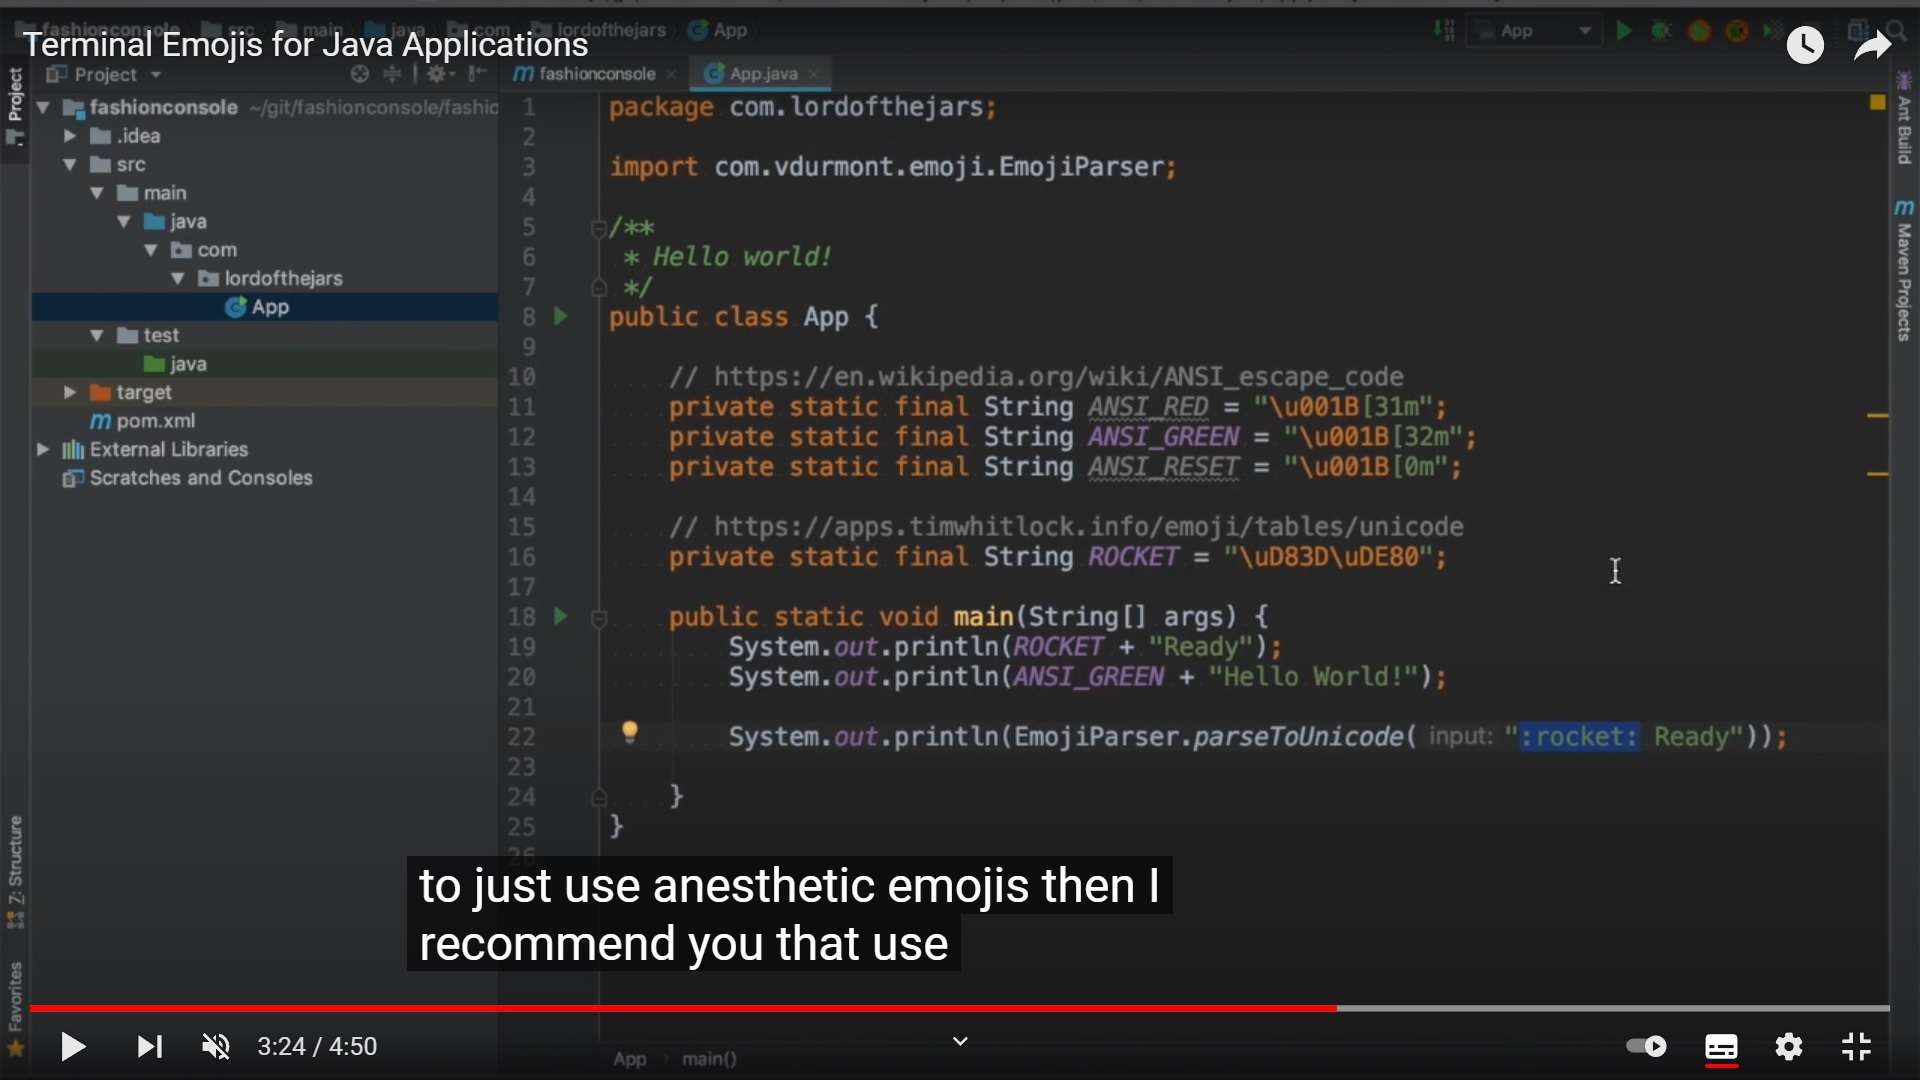 fashionconsole src main java com lordofthejars App
App
Terminal Emojis for Java Applications
Project
Project
fashionconsole
App.java
fashionconsole ~/git/fashionconsole/fashio
.idea
src
main
java
com
lordofthejars
App
test
java
target
pom.xml
External Libraries
Scratches and Consoles
1 package com.lordofthejars;
2
3 import com.vdurmont.emoji.EmojiParser;
4
5 /**
6 * Hello world!
7 */
8 public class App {
9
10 // https://en.wikipedia.org/wiki/ANSI_escape_code
11 private static final String ANSI_RED = "\u001B[31m";
12 private static final String ANSI_GREEN = "\u001B[32m";
13 private static final String ANSI_RESET = "\u001B[0m";
14
15 // https://apps.timwhitlock.info/emoji/tables/unicode
16 private static final String ROCKET = "\uD83D\uDE80";
17
18 public static void main(String[] args) {
19 System.out.println(ROCKET + "Ready");
20 System.out.println(ANSI_GREEN + "Hello World!");
21
22 System.out.println(EmojiParser.parseToUnicode( input: ":rocket: Ready"));
23
24 }
25 }
26
Ant Build
Maven Projects
Z: Structure
Favorites
to just use anesthetic emojis then I
recommend you that use
3:24 / 4:50
App main()